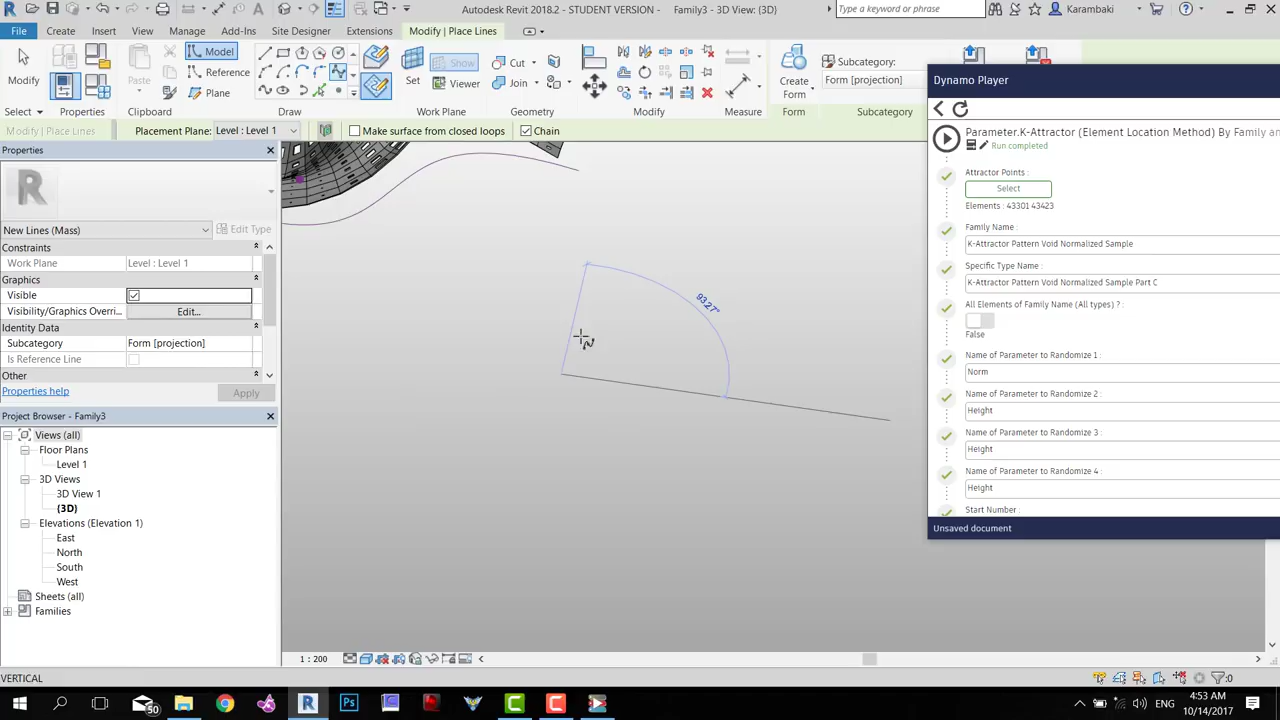 Autodesk Revit 2018.2 - STUDENT VERSION - Family3 - 3D View: {3D}
Type a keyword or phrase
Karambaki
File
Create
Insert
View
Manage
Add-Ins
Site Designer
Extensions
Modify | Place Lines
Modify
Paste
Model
Reference
Plane
Set
Show
Viewer
Cut
Join
Create
Form
Subcategory:
Form [projection]
Select
Properties
Clipboard
Draw
Work Plane
Geometry
Modify
Measure
Form
Subcategory
Modify | Place Lines
Placement Plane:
Level : Level 1
Make surface from closed loops
Chain
Properties
R
New Lines (Mass)
Edit Type
Constraints
Work Plane
Level : Level 1
Graphics
Visible
Visibility/Graphics Overri...
Edit...
Identity Data
Subcategory
Form [projection]
Is Reference Line
Other
Properties help
Apply
Project Browser - Family3
Views (all)
Floor Plans
Level 1
3D Views
3D View 1
{3D}
Elevations (Elevation 1)
East
North
South
West
Sheets (all)
Families
93.27°
Dynamo Player
Parameter.K-Attractor (Element Location Method) By Family an
Run completed
Attractor Points :
Select
Elements : 43301 43423
Family Name :
K-Attractor Pattern Void Normalized Sample
Specific Type Name :
K-Attractor Pattern Void Normalized Sample Part C
All Elements of Family Name (All types) ? :
False
Name of Parameter to Randomize 1 :
Norm
Name of Parameter to Randomize 2 :
Height
Name of Parameter to Randomize 3 :
Height
Name of Parameter to Randomize 4 :
Height
Start Number :
Unsaved document
1 : 200
VERTICAL
:0
50
R
Ps
ENG
4:53 AM
10/14/2017